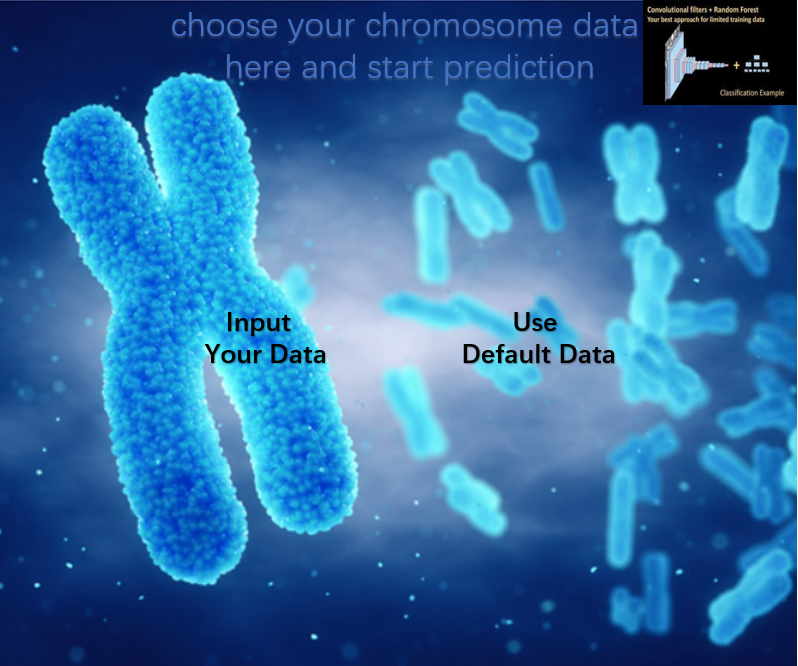 choose your chromosome data
here and start prediction
Convolutional filters + Random Forest
Your best approach for limited training data
+
Classification Example
Input
Your Data
Use
Default Data